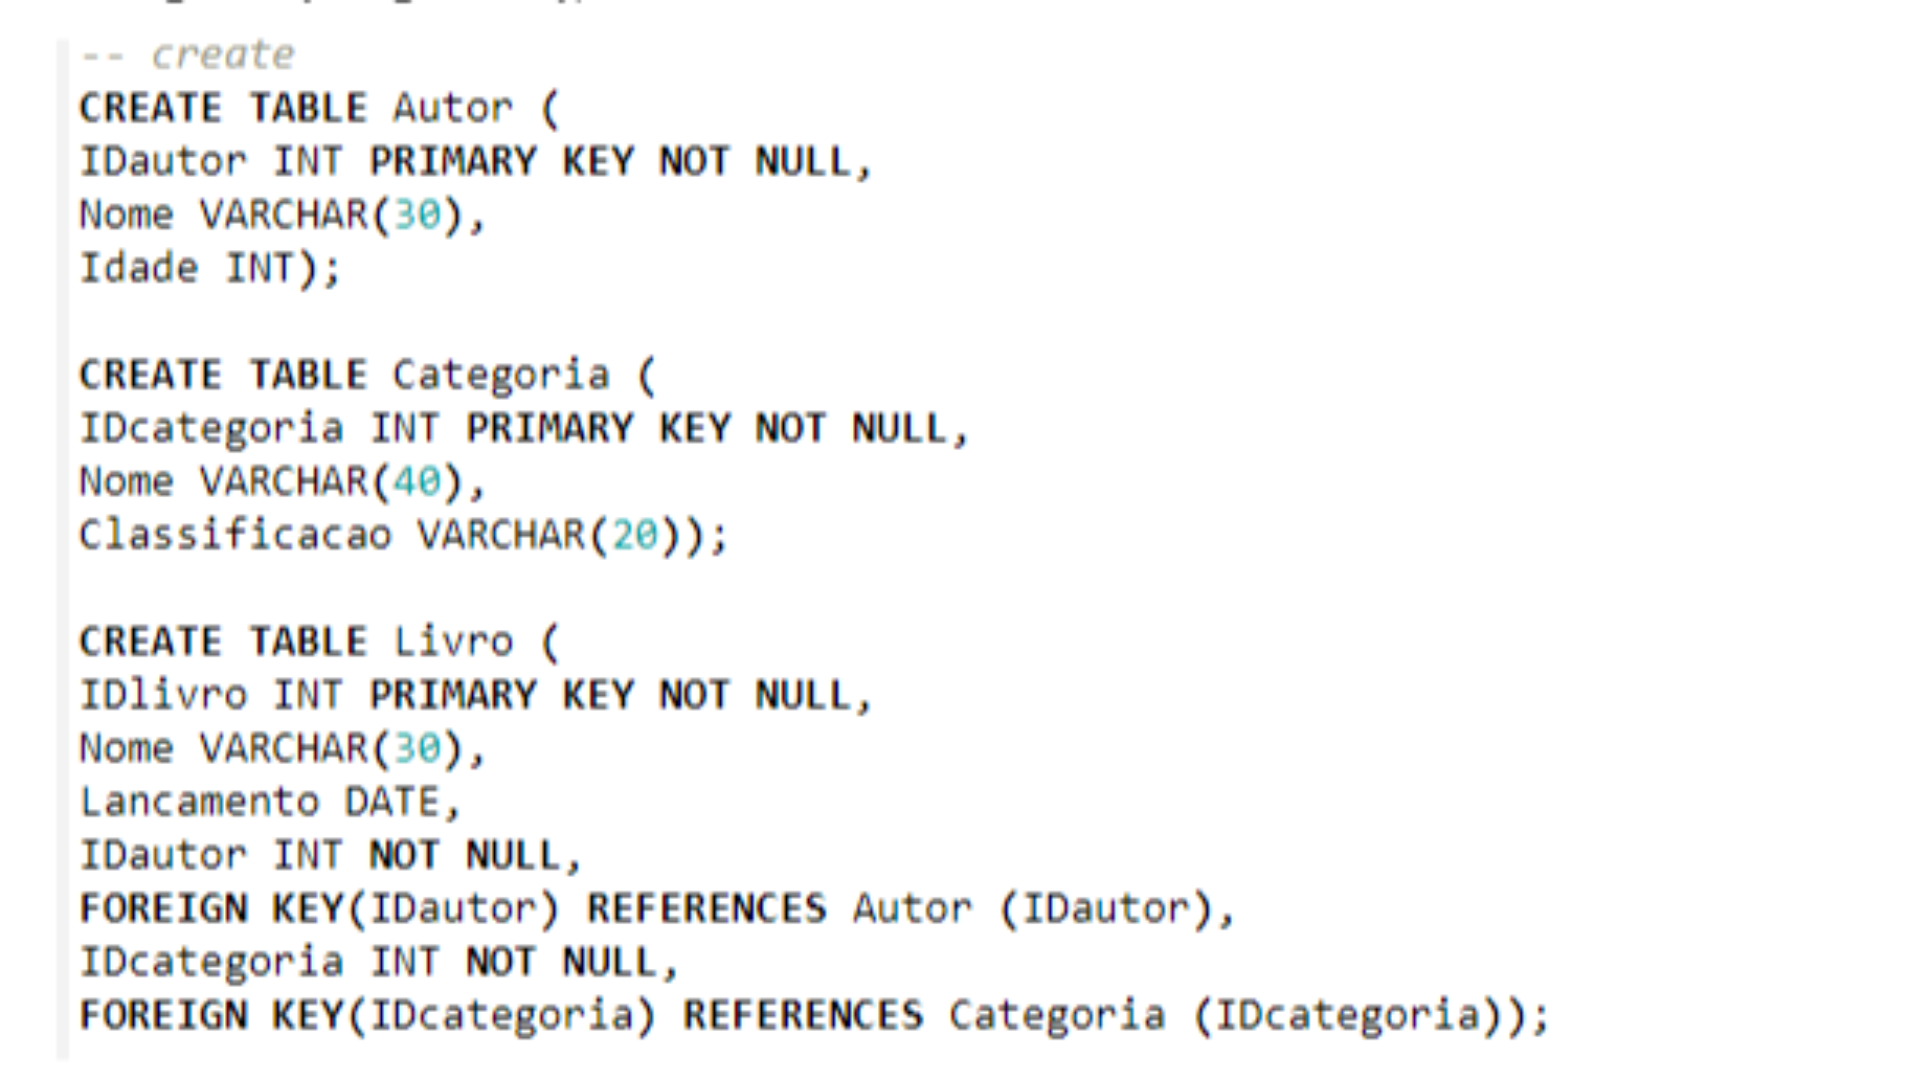 -- create
CREATE TABLE Autor (
IDautor INT PRIMARY KEY NOT NULL,
Nome VARCHAR(30),
Idade INT);
CREATE TABLE Categoria (
IDcategoria INT PRIMARY KEY NOT NULL,
Nome VARCHAR(40),
Classificacao VARCHAR(20));
CREATE TABLE Livro (
IDlivro INT PRIMARY KEY NOT NULL,
Nome VARCHAR(30),
Lancamento DATE,
IDautor INT NOT NULL,
FOREIGN KEY(IDautor) REFERENCES Autor (IDautor),
IDcategoria INT NOT NULL,
FOREIGN KEY(IDcategoria) REFERENCES Categoria (IDcategoria));